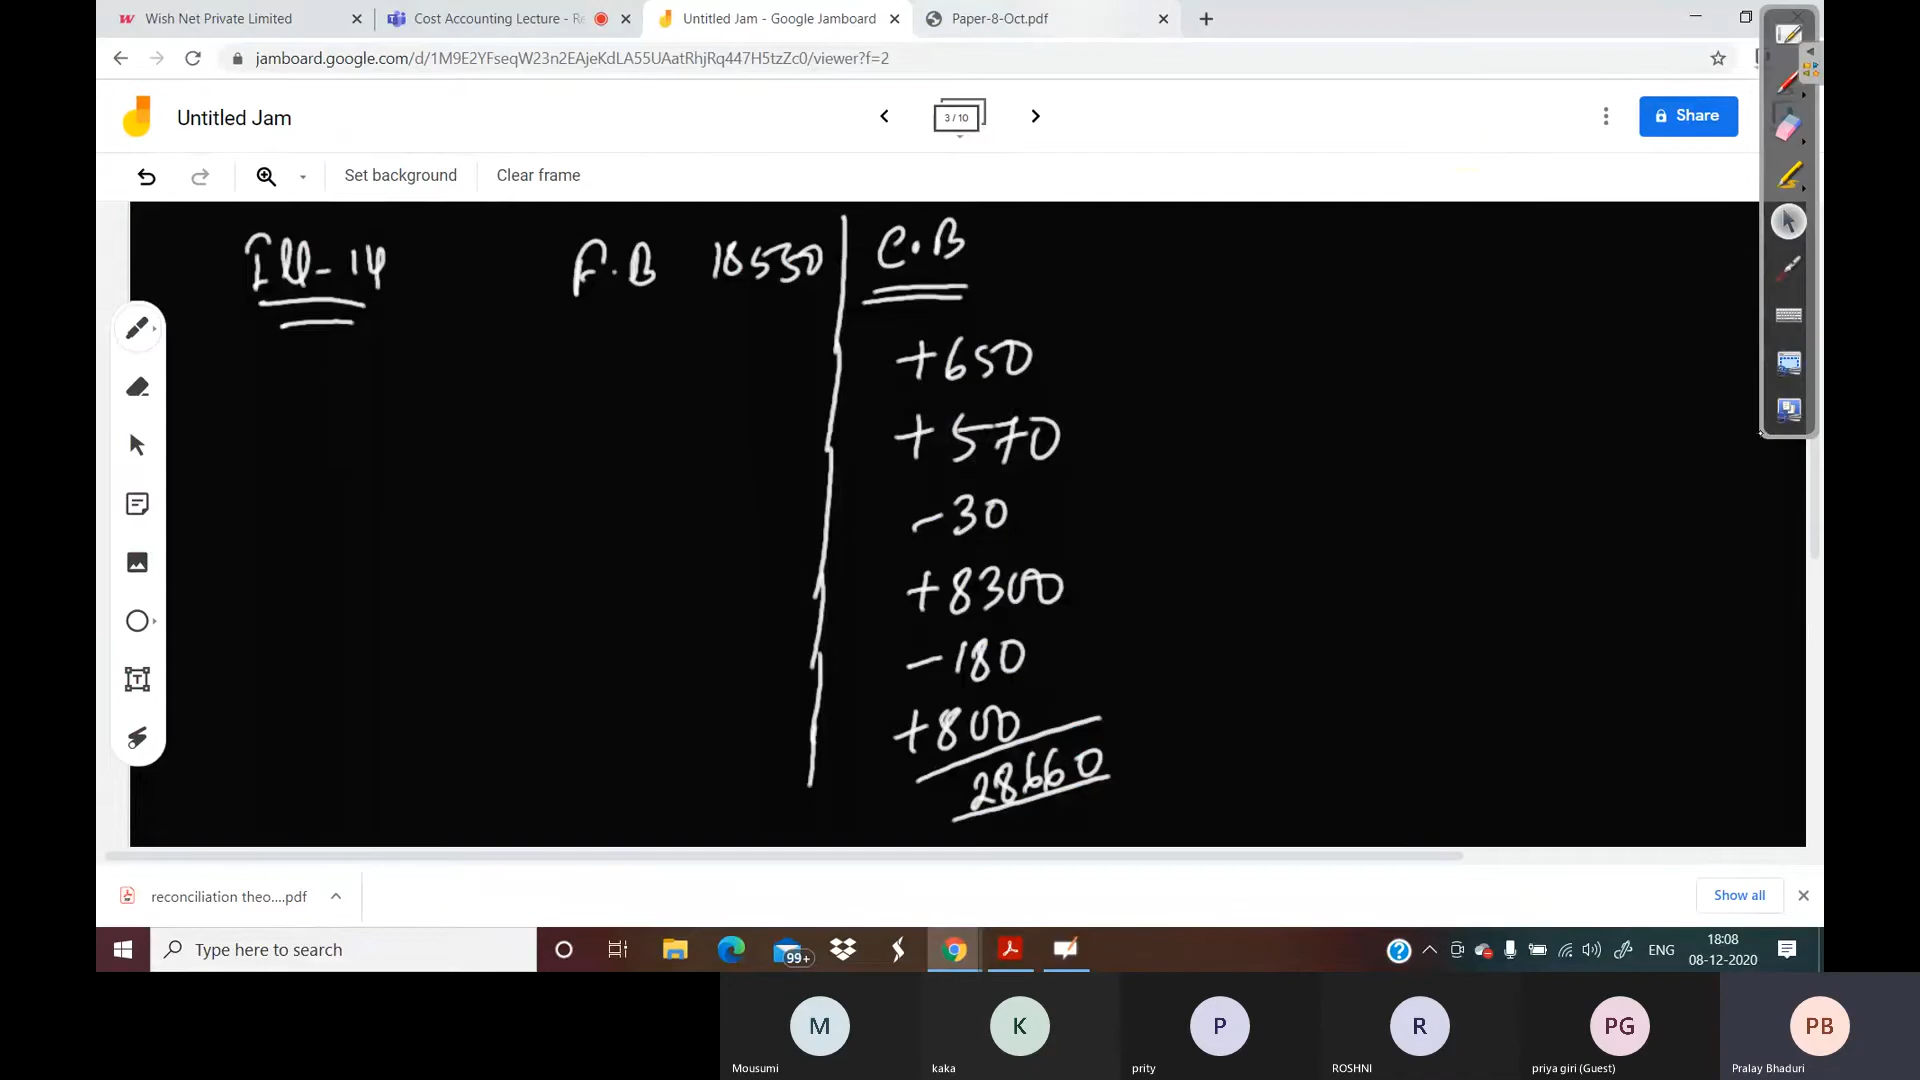 Wish Net Private Limited
Cost Accounting Lecture - Re
Untitled Jam - Google Jamboard
Paper-8-Oct.pdf
jamboard.google.com/d/1M9E2YFseqW23n2EAjeKdLA55UAatRhjRq447H5tzZc0/viewer?f=2
Untitled Jam
3 / 10
Share
Set background
Clear frame
Ill-14
F.B 18530
C.B
+650
+570
-30
+8300
-180
+800
28660
reconciliation theo....pdf
Show all
Type here to search
99+
ENG
18:08
08-12-2020
M
K
P
R
PG
PB
Mousumi
kaka
prity
ROSHNI
priya giri (Guest)
Pralay Bhaduri